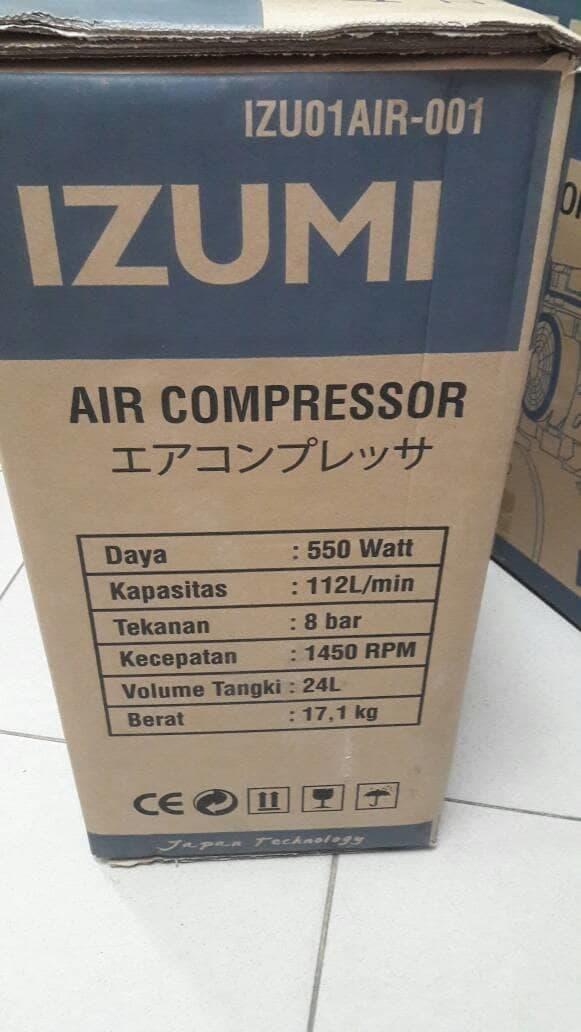 IZU01AIR-001
IZUMI
AIR COMPRESSOR
エアコンプレッサ
Daya : 550 Watt
Kapasitas : 112L/min
Tekanan : 8 bar
Kecepatan : 1450 RPM
Volume Tangki : 24L
Berat : 17,1 kg
CE
Japan Technology